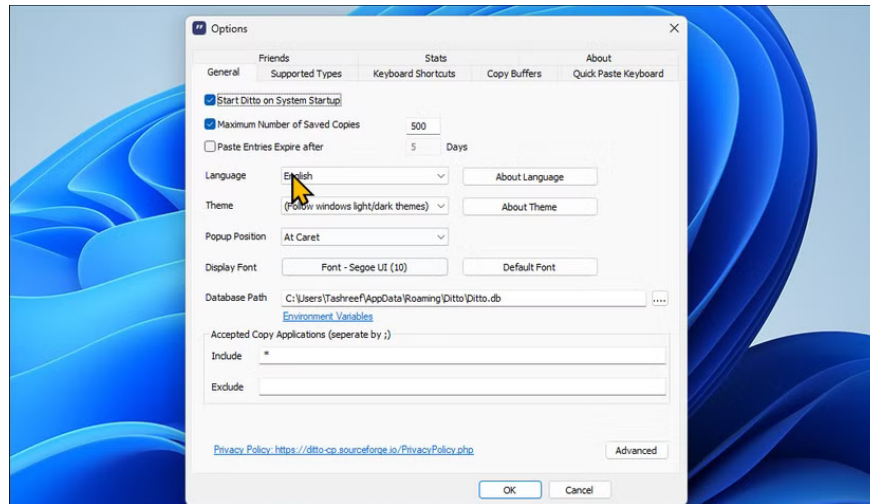 Options
Friends Stats About
General Supported Types Keyboard Shortcuts Copy Buffers Quick Paste Keyboard
Start Ditto on System Startup
Maximum Number of Saved Copies 500
Paste Entries Expire after 5 Days
Language English About Language
Theme (Follow windows light/dark themes) About Theme
Popup Position At Caret
Display Font Font - Segoe UI (10) Default Font
Database Path C:\Users\Tashreef\AppData\Roaming\Ditto\Ditto.db ....
Environment Variables
Accepted Copy Applications (seperate by ;)
Include *
Exclude
Privacy Policy: https://ditto-cp.sourceforge.io/PrivacyPolicy.php Advanced
OK Cancel